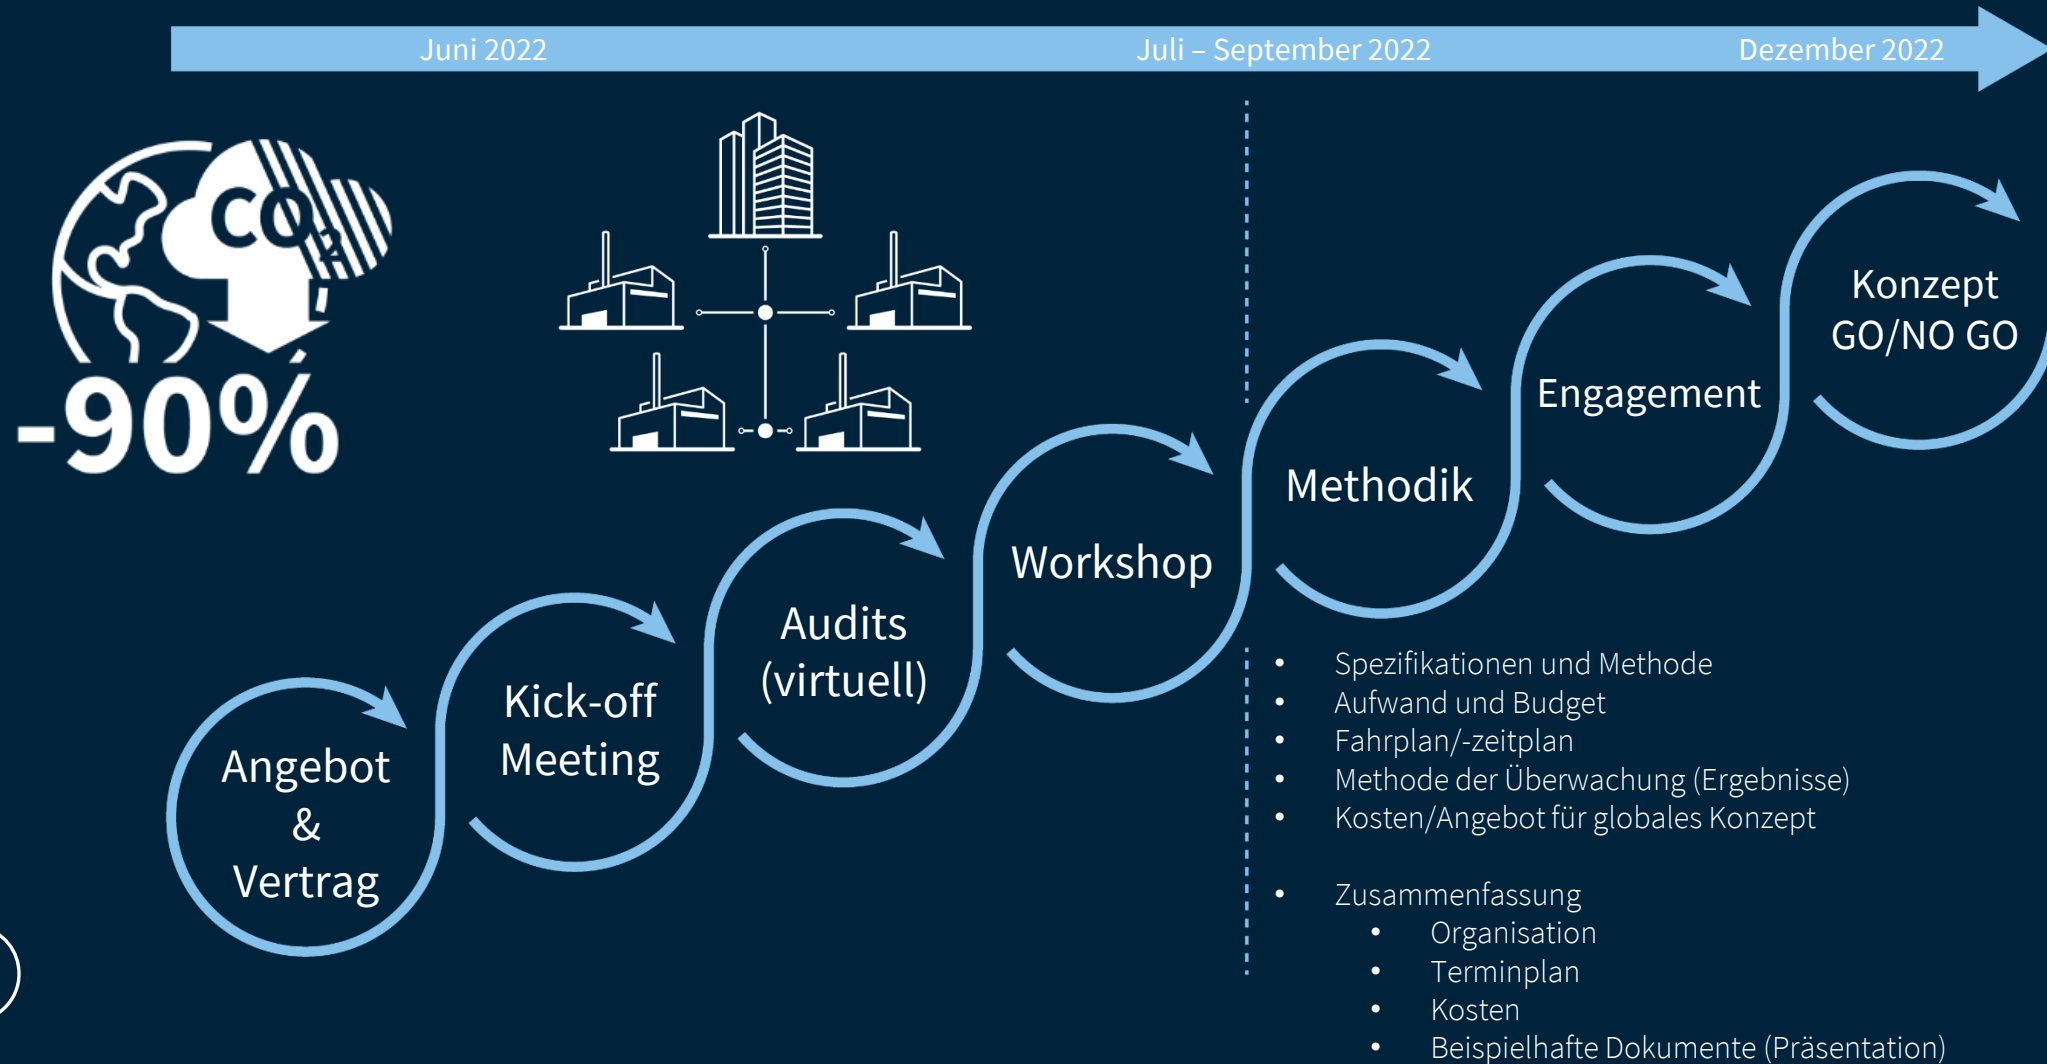 Juni 2022
Juli – September 2022
Dezember 2022
CO2
-90%
Angebot
&
Vertrag
Kick-off
Meeting
Audits
(virtuell)
Workshop
Methodik
Engagement
Konzept
GO/NO GO
• Spezifikationen und Methode
• Aufwand und Budget
• Fahrplan/-zeitplan
• Methode der Überwachung (Ergebnisse)
• Kosten/Angebot für globales Konzept
• Zusammenfassung
• Organisation
• Terminplan
• Kosten
• Beispielhafte Dokumente (Präsentation)